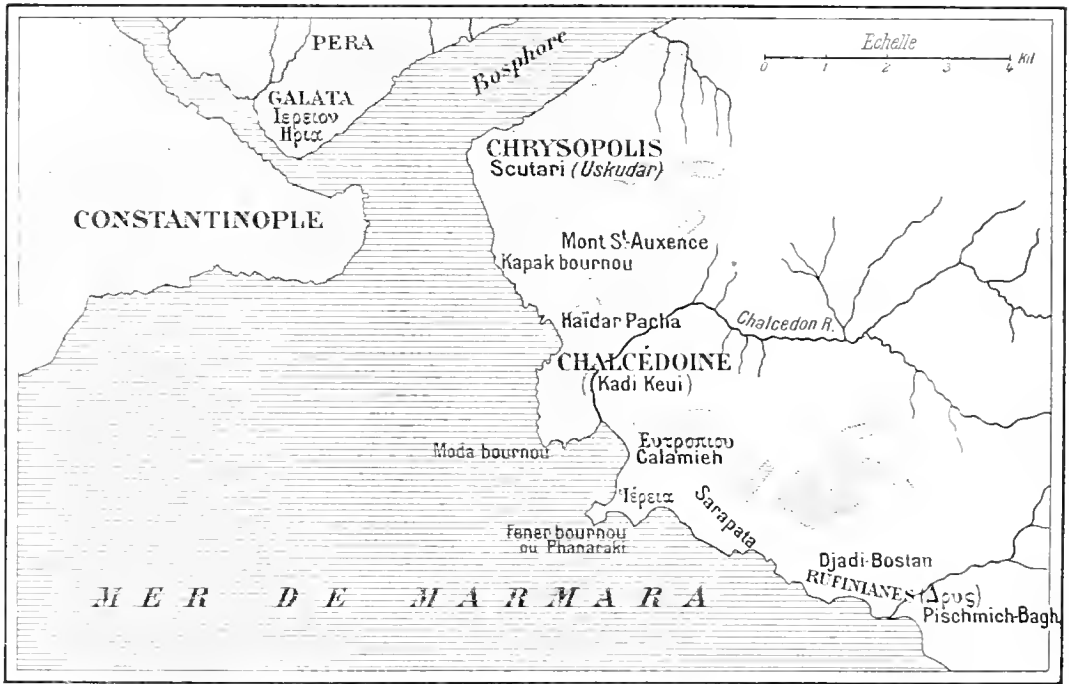 PERA
Bosphore
Echelle
0 1 2 3 4 Kil
GALATA
Ιερειον
Ηρια
CHRYSOPOLIS
Scutari (Uskudar)
CONSTANTINOPLE
Mont St-Auxence
Kapak bournou
Haïdar Pacha
Chalcedon R.
CHALCÉDOINE
(Kadi Keui)
Moda bournou
Ευτροπιου
Calamieh
Ἱέρεια
Sarapata
Fener bournou
ou Phanaraki
Djadi-Bostan
RUFINIANES (Δρυς)
Pischmich-Bagh
MER DE MARMARA